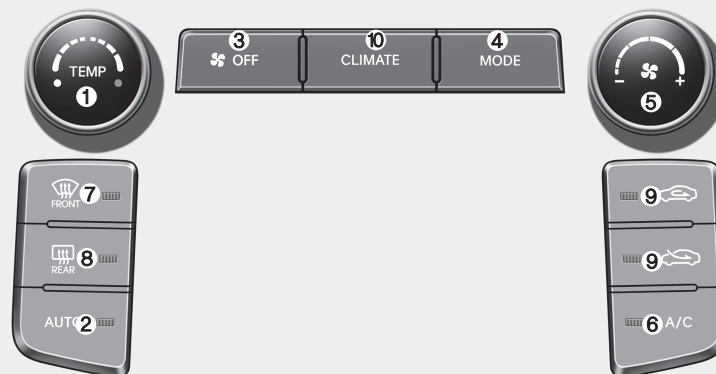 TEMP
①
③
OFF
⑩
CLIMATE
④
MODE
⑤
- +
FRONT ⑦
REAR ⑧
AUTO ②
⑨
⑨
⑥ A/C